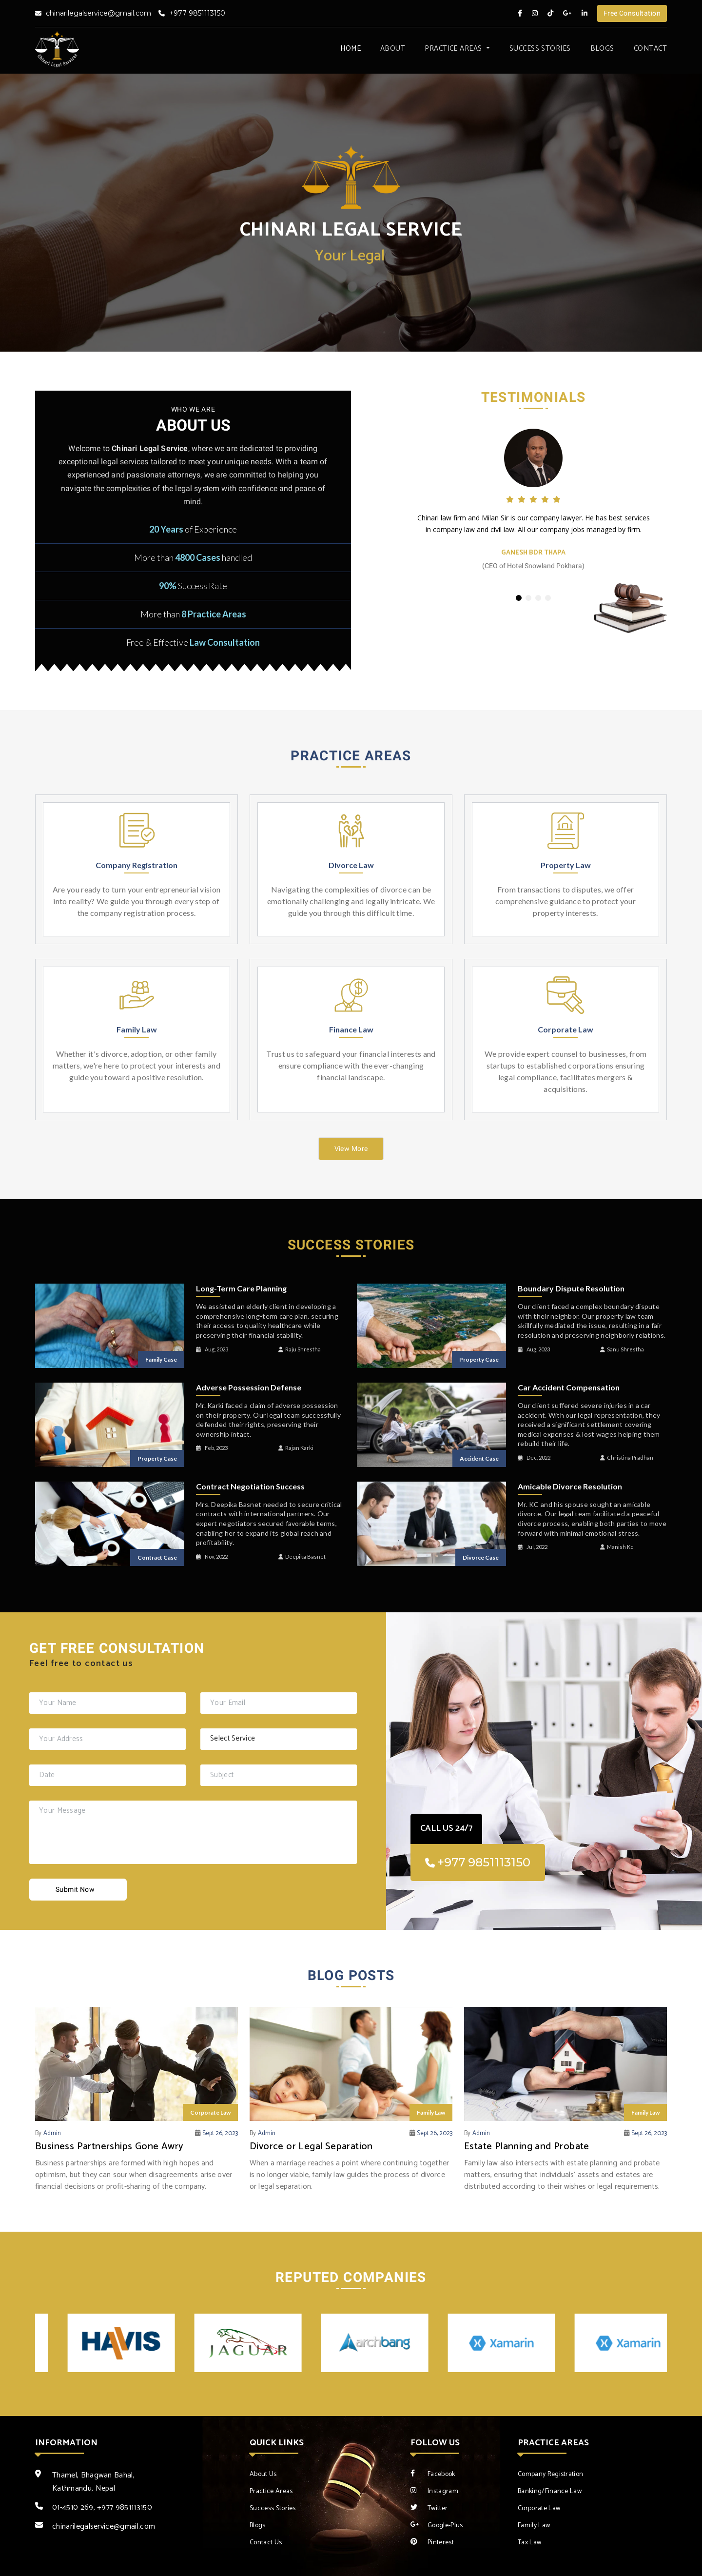 chinarilegalservice@gmail.com +977 9851113150
Free Consultation
Chinari Legal Service
HOME ABOUT PRACTICE AREAS SUCCESS STORIES BLOGS CONTACT
CHINARI LEGAL SERVICE
Your Legal
WHO WE ARE
ABOUT US
Welcome to Chinari Legal Service, where we are dedicated to providing
exceptional legal services tailored to meet your unique needs. With a team of
experienced and passionate attorneys, we are committed to helping you
navigate the complexities of the legal system with confidence and peace of
mind.
20 Years of Experience
More than 4800 Cases handled
90% Success Rate
More than 8 Practice Areas
Free & Effective Law Consultation
TESTIMONIALS
Chinari law firm and Milan Sir is our company lawyer. He has best services
in company law and civil law. All our company jobs managed by firm.
GANESH BDR THAPA
(CEO of Hotel Snowland Pokhara)
PRACTICE AREAS
Company Registration
Are you ready to turn your entrepreneurial vision
into reality? We guide you through every step of
the company registration process.
Divorce Law
Navigating the complexities of divorce can be
emotionally challenging and legally intricate. We
guide you through this difficult time.
Property Law
From transactions to disputes, we offer
comprehensive guidance to protect your
property interests.
Family Law
Whether it's divorce, adoption, or other family
matters, we're here to protect your interests and
guide you toward a positive resolution.
Finance Law
Trust us to safeguard your financial interests and
ensure compliance with the ever-changing
financial landscape.
Corporate Law
We provide expert counsel to businesses, from
startups to established corporations ensuring
legal compliance, facilitates mergers &
acquisitions.
View More
SUCCESS STORIES
Family Case
Long-Term Care Planning
We assisted an elderly client in developing a
comprehensive long-term care plan, securing
their access to quality healthcare while
preserving their financial stability.
Aug, 2023 Raju Shrestha
Property Case
Boundary Dispute Resolution
Our client faced a complex boundary dispute
with their neighbor. Our property law team
skillfully mediated the issue, resulting in a fair
resolution and preserving neighborly relations.
Aug, 2023 Sanu Shrestha
Property Case
Adverse Possession Defense
Mr. Karki faced a claim of adverse possession
on their property. Our legal team successfully
defended their rights, preserving their
ownership intact.
Feb, 2023 Rajan Karki
Accident Case
Car Accident Compensation
Our client suffered severe injuries in a car
accident. With our legal representation, they
received a significant settlement covering
medical expenses & lost wages helping them
rebuild their life.
Dec, 2022 Christina Pradhan
Contract Case
Contract Negotiation Success
Mrs. Deepika Basnet needed to secure critical
contracts with international partners. Our
expert negotiators secured favorable terms,
enabling her to expand its global reach and
profitability.
Nov, 2022 Deepika Basnet
Divorce Case
Amicable Divorce Resolution
Mr. KC and his spouse sought an amicable
divorce. Our legal team facilitated a peaceful
divorce process, enabling both parties to move
forward with minimal emotional stress.
Jul, 2022 Manish Kc
GET FREE CONSULTATION
Feel free to contact us
Your Name Your Email
Your Address Select Service
Date Subject
Your Message
Submit Now
CALL US 24/7
+977 9851113150
BLOG POSTS
Corporate Law
By Admin Sept 26, 2023
Business Partnerships Gone Awry
Business partnerships are formed with high hopes and
optimism, but they can sour when disagreements arise over
financial decisions or profit-sharing of the company.
Family Law
By Admin Sept 26, 2023
Divorce or Legal Separation
When a marriage reaches a point where continuing together
is no longer viable, family law guides the process of divorce
or legal separation.
Family Law
By Admin Sept 26, 2023
Estate Planning and Probate
Family law also intersects with estate planning and probate
matters, ensuring that individuals' assets and estates are
distributed according to their wishes or legal requirements.
REPUTED COMPANIES
HAVIS JAGUAR archbang Xamarin Xamarin
INFORMATION
Thamel, Bhagwan Bahal,
Kathmandu, Nepal
01-4510 269, +977 9851113150
chinarilegalservice@gmail.com
QUICK LINKS
About Us
Practice Areas
Success Stories
Blogs
Contact Us
FOLLOW US
Facebook
Instagram
Twitter
Google-Plus
Pinterest
PRACTICE AREAS
Company Registration
Banking/Finance Law
Corporate Law
Family Law
Tax Law